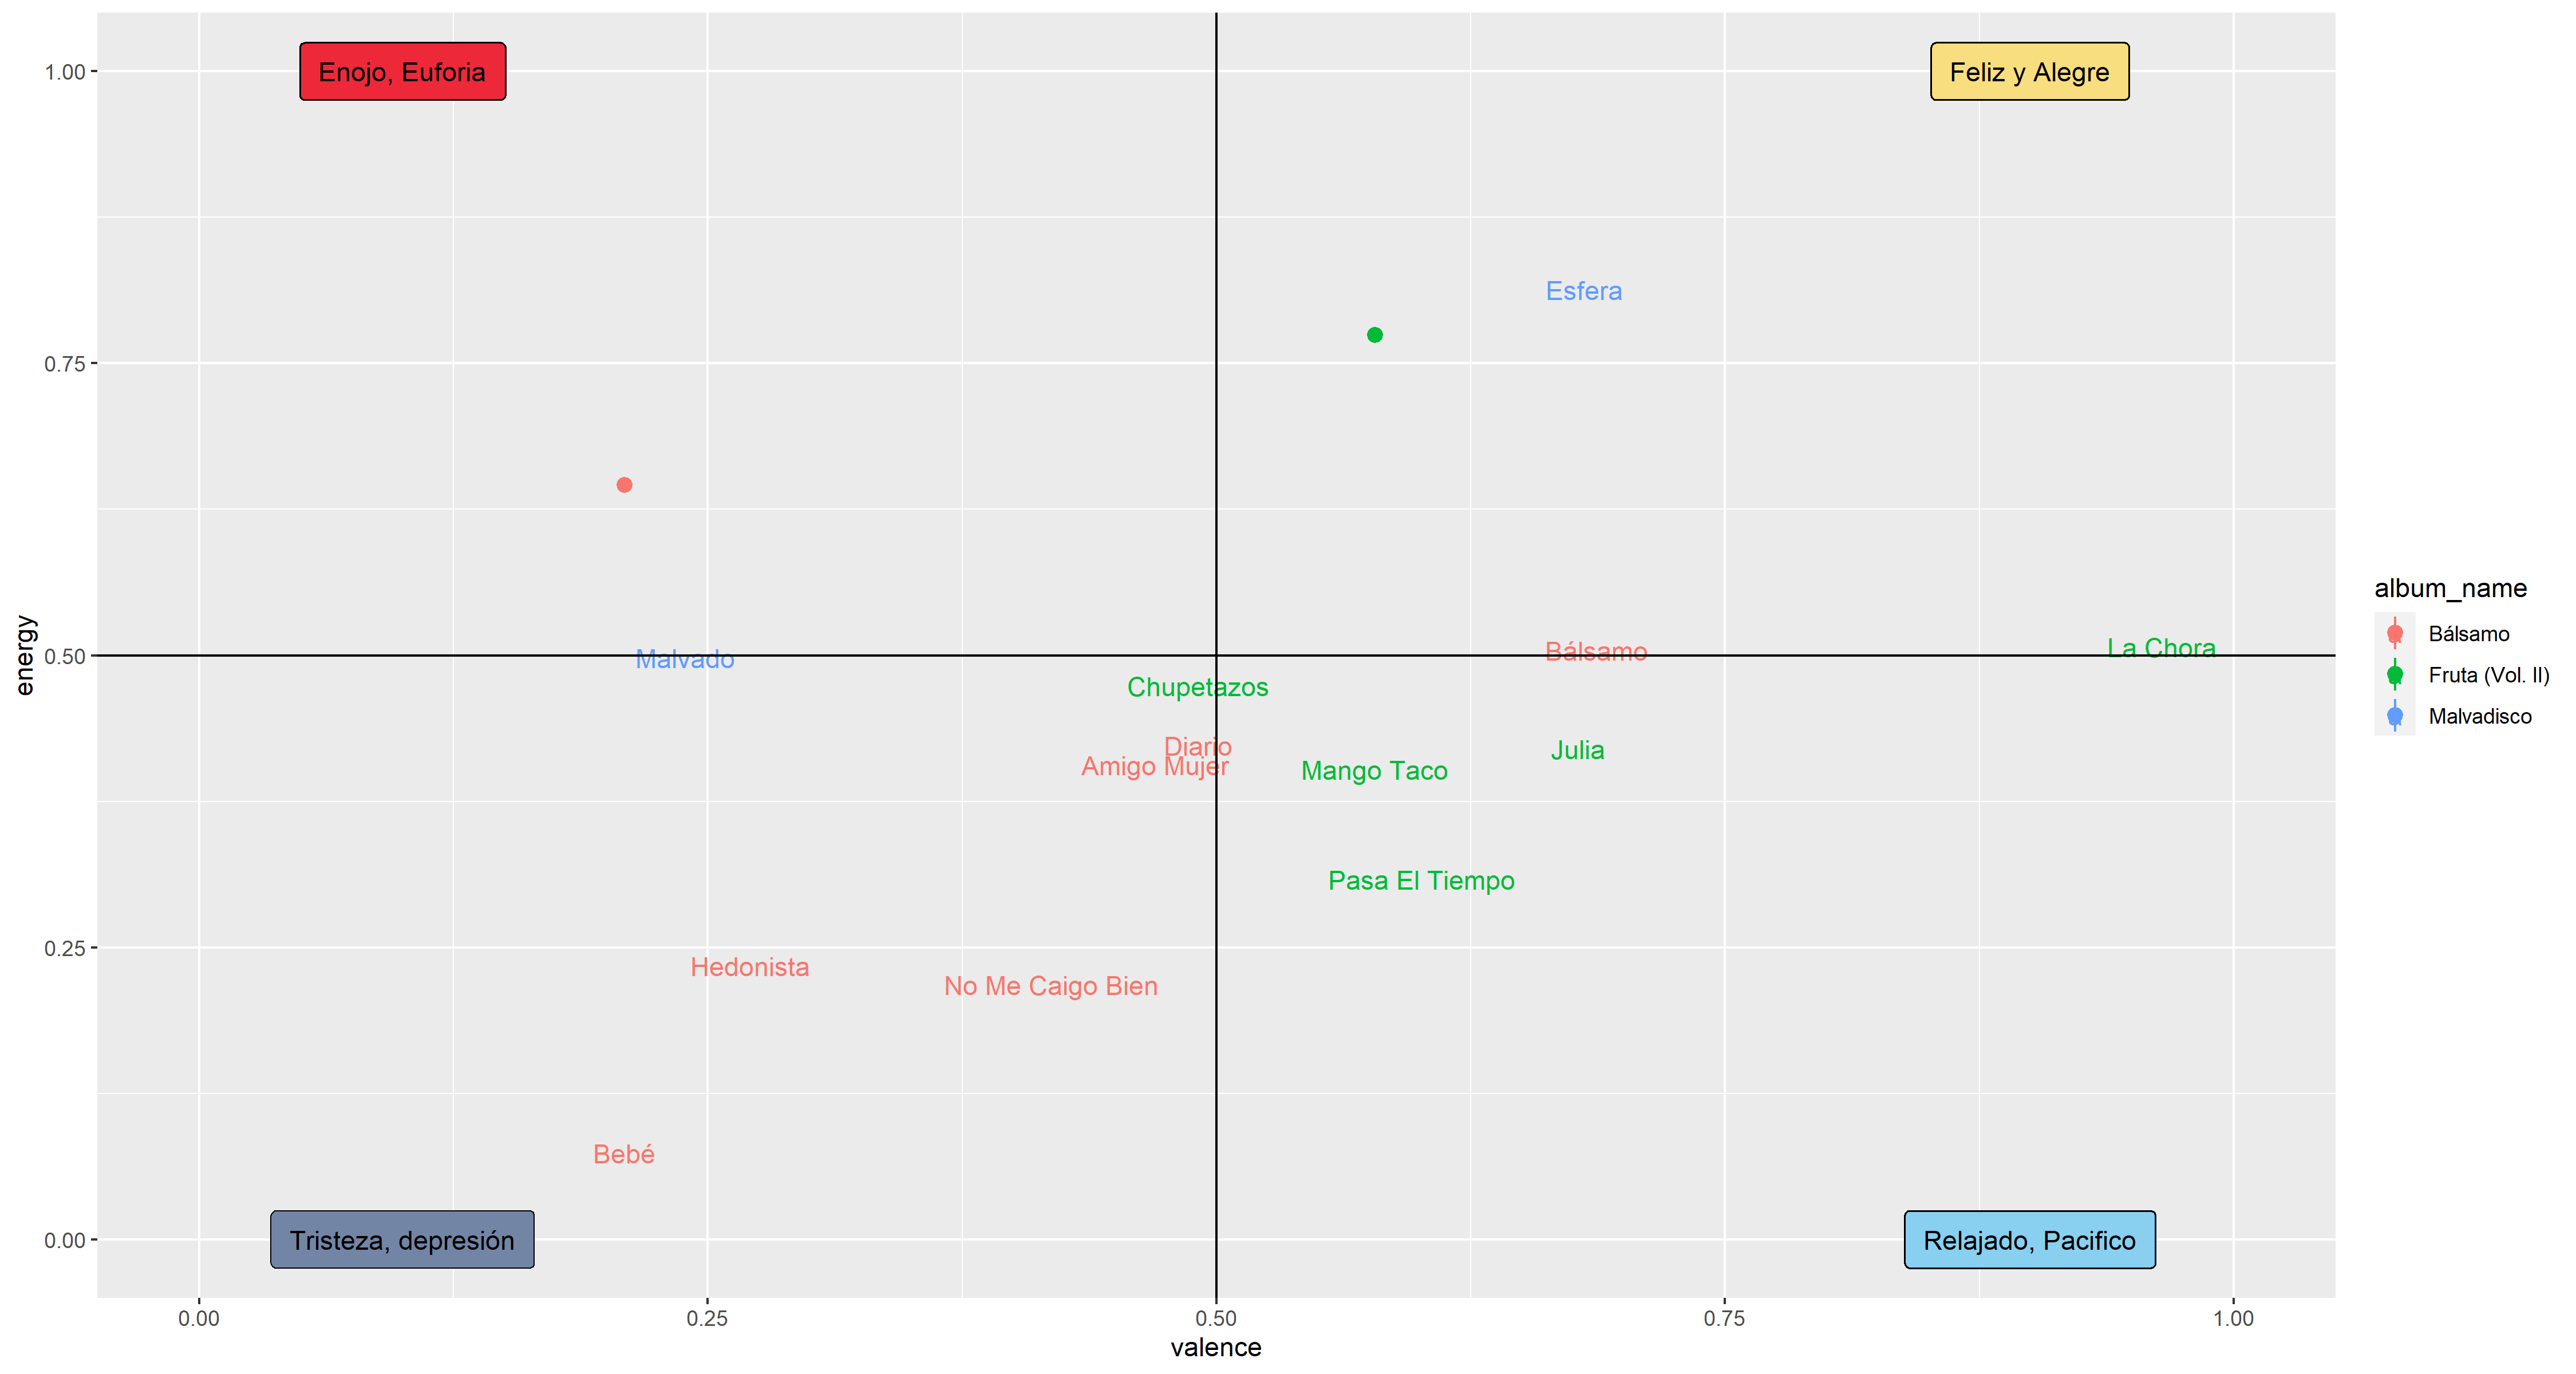 Enojo, Euforia
Feliz y Alegre
1.00
Esfera
0.75
energy
0.50
Malvado
Bálsamo
La Chora
Chupetazos
Diario
Amigo Mujer
Mango Taco
Julia
Pasa El Tiempo
0.25
Hedonista
No Me Caigo Bien
Bebé
0.00
Tristeza, depresión
Relajado, Pacifico
0.00
0.25
0.50
0.75
1.00
valence
album_name
Bálsamo
Fruta (Vol. II)
Malvadisco